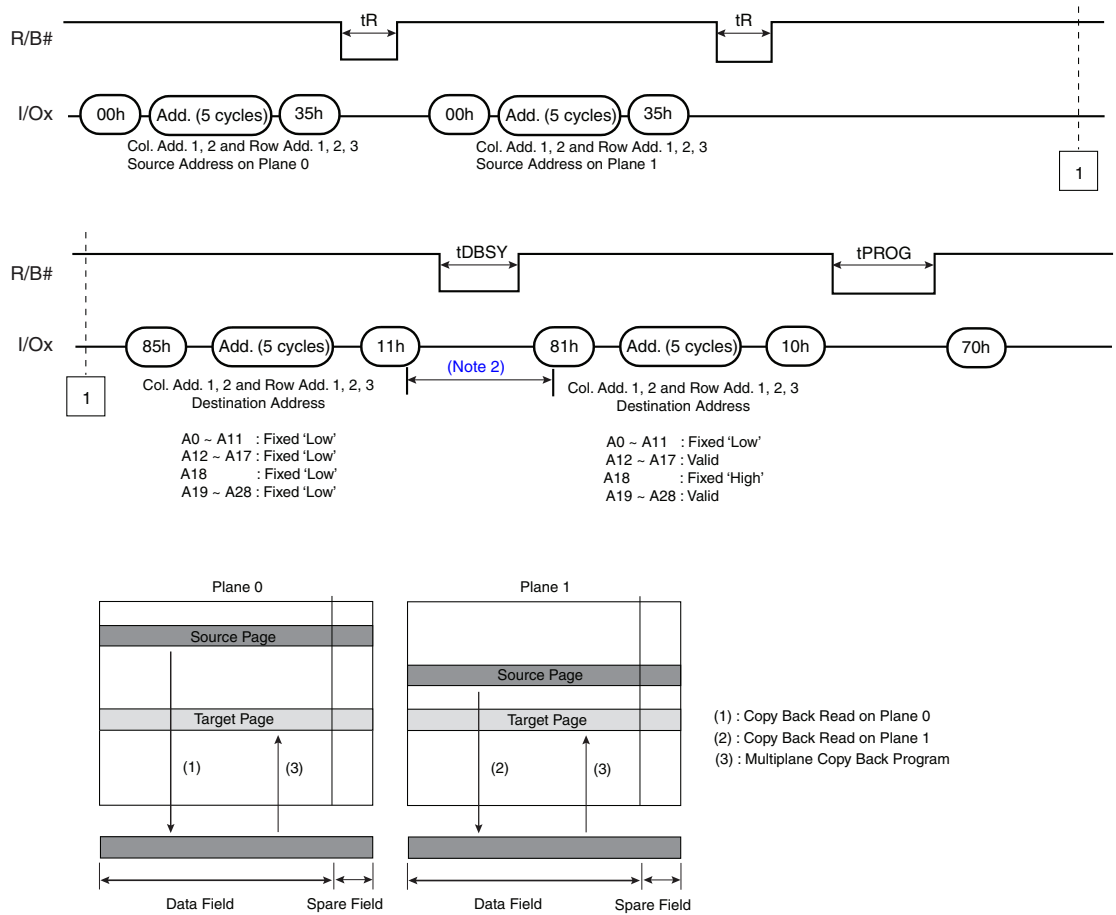 tR tR
R/B#
I/Ox 00h Add. (5 cycles) 35h 00h Add. (5 cycles) 35h
Col. Add. 1, 2 and Row Add. 1, 2, 3
Source Address on Plane 0
Col. Add. 1, 2 and Row Add. 1, 2, 3
Source Address on Plane 1
1
tDBSY tPROG
R/B#
I/Ox 85h Add. (5 cycles) 11h 81h Add. (5 cycles) 10h 70h
(Note 2)
1
Col. Add. 1, 2 and Row Add. 1, 2, 3
Destination Address
A0 ~ A11 : Fixed ‘Low’
A12 ~ A17 : Fixed ‘Low’
A18 : Fixed ‘Low’
A19 ~ A28 : Fixed ‘Low’
Col. Add. 1, 2 and Row Add. 1, 2, 3
Destination Address
A0 ~ A11 : Fixed ‘Low’
A12 ~ A17 : Valid
A18 : Fixed ‘High’
A19 ~ A28 : Valid
Plane 0
Source Page
Target Page
(1) (3)
Data Field Spare Field
Plane 1
Source Page
Target Page
(2) (3)
Data Field Spare Field
(1) : Copy Back Read on Plane 0
(2) : Copy Back Read on Plane 1
(3) : Multiplane Copy Back Program